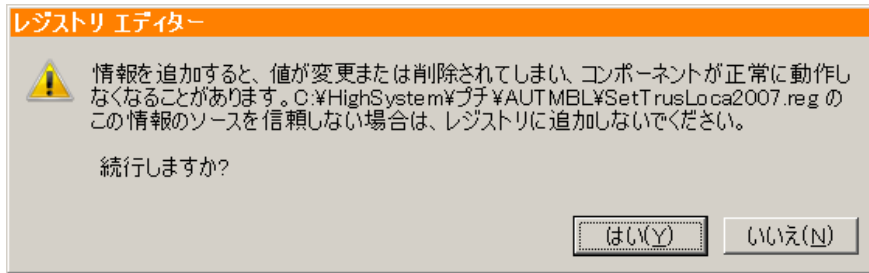 レジストリ エディター
情報を追加すると、値が変更または削除されてしまい、コンポーネントが正常に動作し
なくなることがあります。C:¥HighSystem¥プチ¥AUTMBL¥SetTrusLoca2007.reg の
この情報のソースを信頼しない場合は、レジストリに追加しないでください。
続行しますか?
はい(Y) いいえ(N)